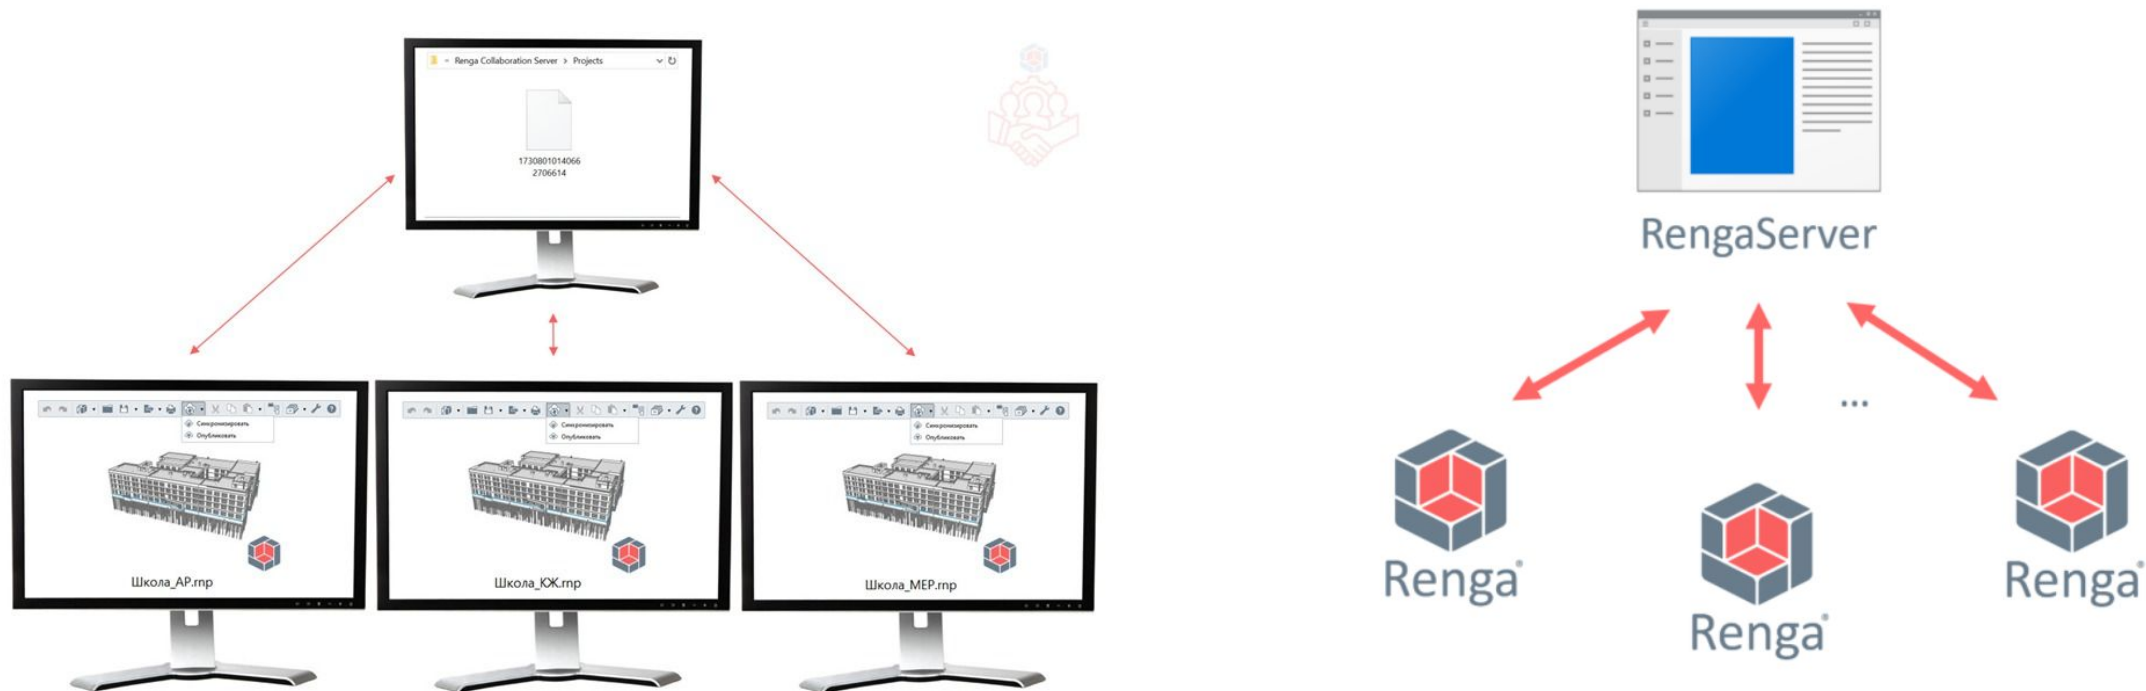 Renga Collaboration Server > Projects
1730801014066
2706614
Синхронизировать
Опубликовать
Школа_АР.rnp
Синхронизировать
Опубликовать
Школа_КЖ.rnp
Синхронизировать
Опубликовать
Школа_МЕР.rnp
RengaServer
...
Renga®
Renga®
Renga®